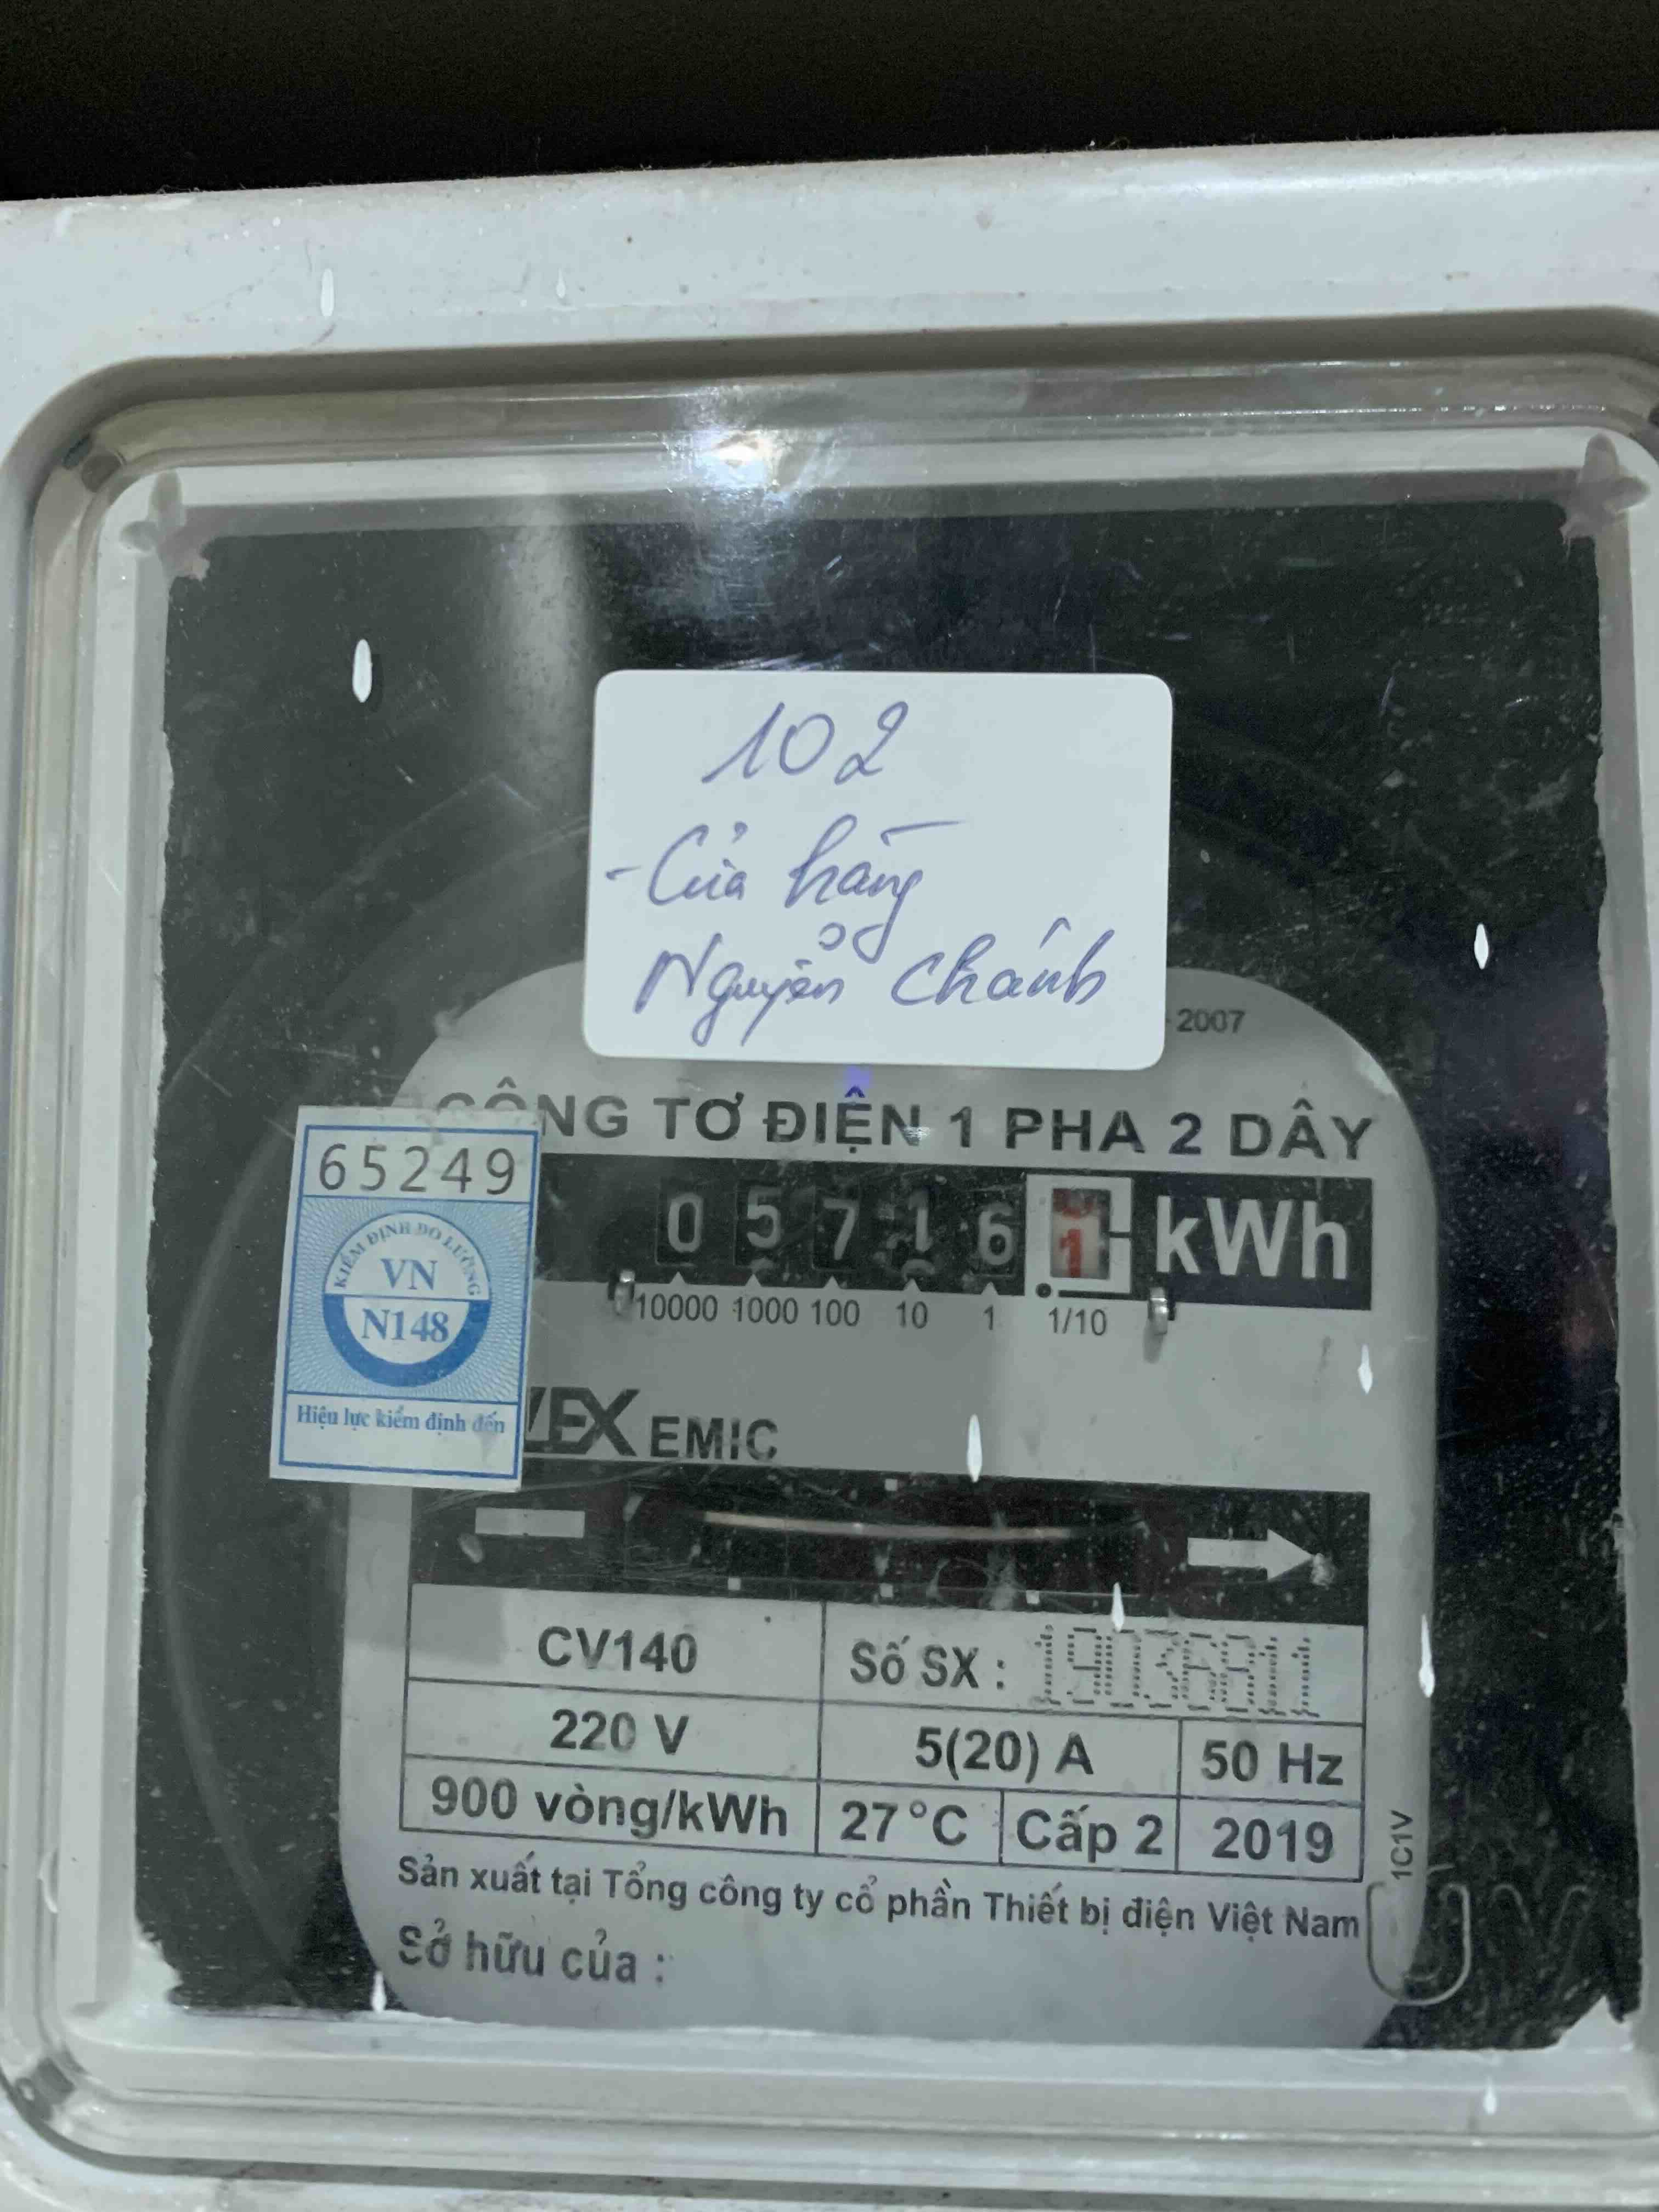 102
- Cửa hàng
Nguyễn Chánh
- 2007
CÔNG TƠ ĐIỆN 1 PHA 2 DÂY
65249
KIỂM ĐỊNH ĐO LƯỜNG
VN
N148
Hiệu lực kiểm định đến
0 5 7 1 6 1 kWh
10000 1000 100 10 1 1/10
EMIC
CV140 Số SX : 19036811
220 V 5(20) A 50 Hz
900 vòng/kWh 27°C Cấp 2 2019
1C1V
Sản xuất tại Tổng công ty cổ phần Thiết bị điện Việt Nam
Sở hữu của :
UV